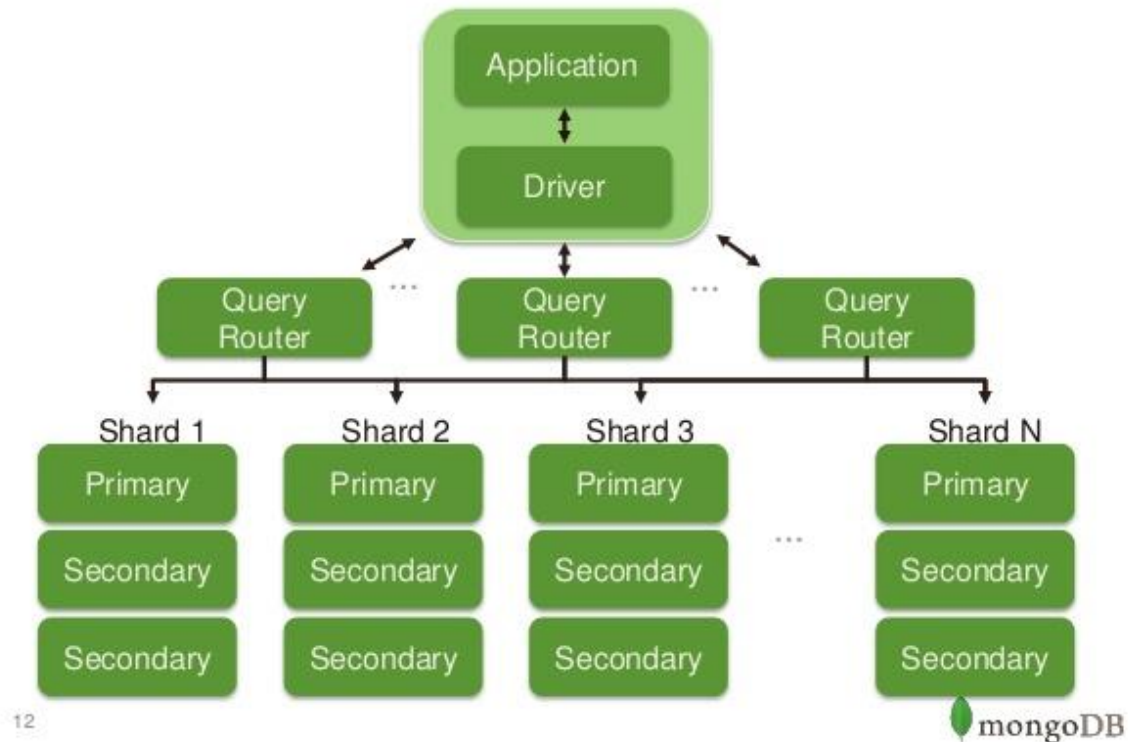 Application
Driver
...
...
Query
Router
Query
Router
Query
Router
Shard 1
Shard 2
Shard 3
Shard N
Primary
Primary
Primary
Primary
...
Secondary
Secondary
Secondary
Secondary
Secondary
Secondary
Secondary
Secondary
12
mongoDB